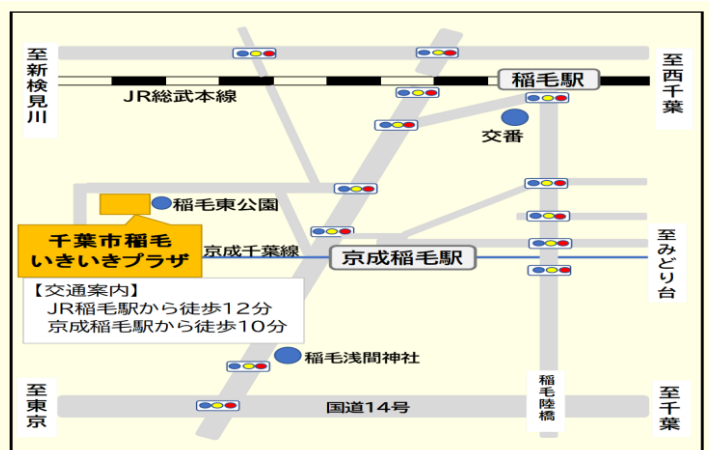 至新検見川
至西千葉
稲毛駅
JR総武本線
交番
稲毛東公園
千葉市稲毛
いきいきプラザ
京成千葉線
京成稲毛駅
至みどり台
【交通案内】
JR稲毛駅から徒歩12分
京成稲毛駅から徒歩10分
稲毛浅間神社
至東京
国道14号
稲毛陸橋
至千葉